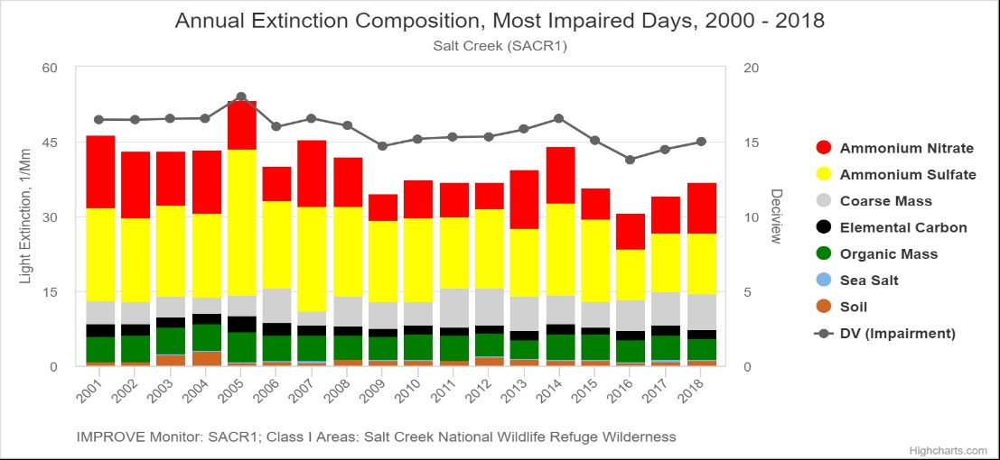 Annual Extinction Composition, Most Impaired Days, 2000 - 2018
Salt Creek (SACR1)
60
45
30
15
0
Light Extinction, 1/Mm
20
15
10
5
0
Deciview
2001
2002
2003
2004
2005
2006
2007
2008
2009
2010
2011
2012
2013
2014
2015
2016
2017
2018
Ammonium Nitrate
Ammonium Sulfate
Coarse Mass
Elemental Carbon
Organic Mass
Sea Salt
Soil
DV (Impairment)
IMPROVE Monitor: SACR1; Class I Areas: Salt Creek National Wildlife Refuge Wilderness
Highcharts.com